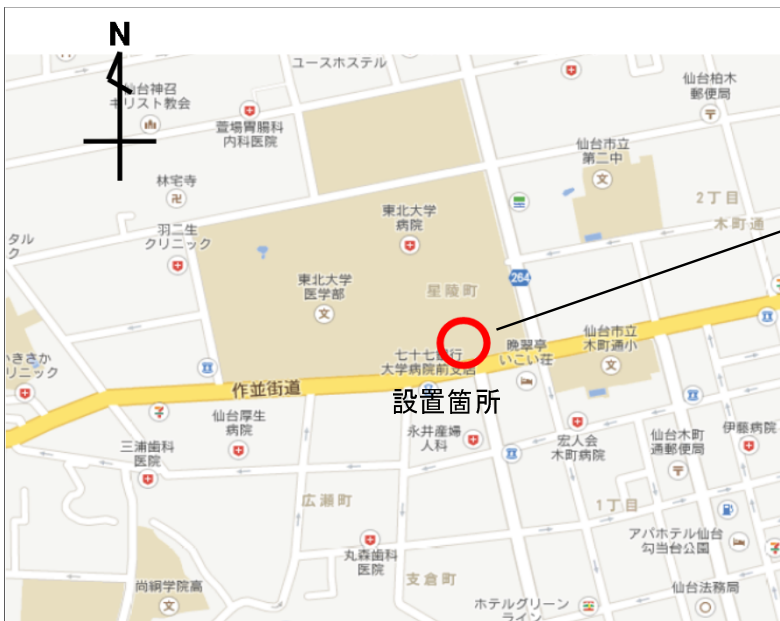 N
ユースホステル
仙台神召
キリスト教会
萱場胃腸科
内科医院
仙台柏木
郵便局
仙台市立
第二中
林宅寺
2丁目
木町通
東北大学
病院
羽二生
クリニック
タル
ク
東北大学
医学部
星陵町
264
いきさか
リニック
七十七銀行
大学病院前支店
晩翠亭
いこい荘
仙台市立
木町通小
作並街道
設置箇所
仙台厚生
病院
永井産婦
人科
宏人会
木町病院
仙台木町
通郵便局
伊藤病院
三浦歯科
医院
広瀬町
1丁目
丸森歯科
医院
アパホテル仙台
勾当台公園
支倉町
尚絅学院高
ホテルグリーン
ライン
仙台法務局